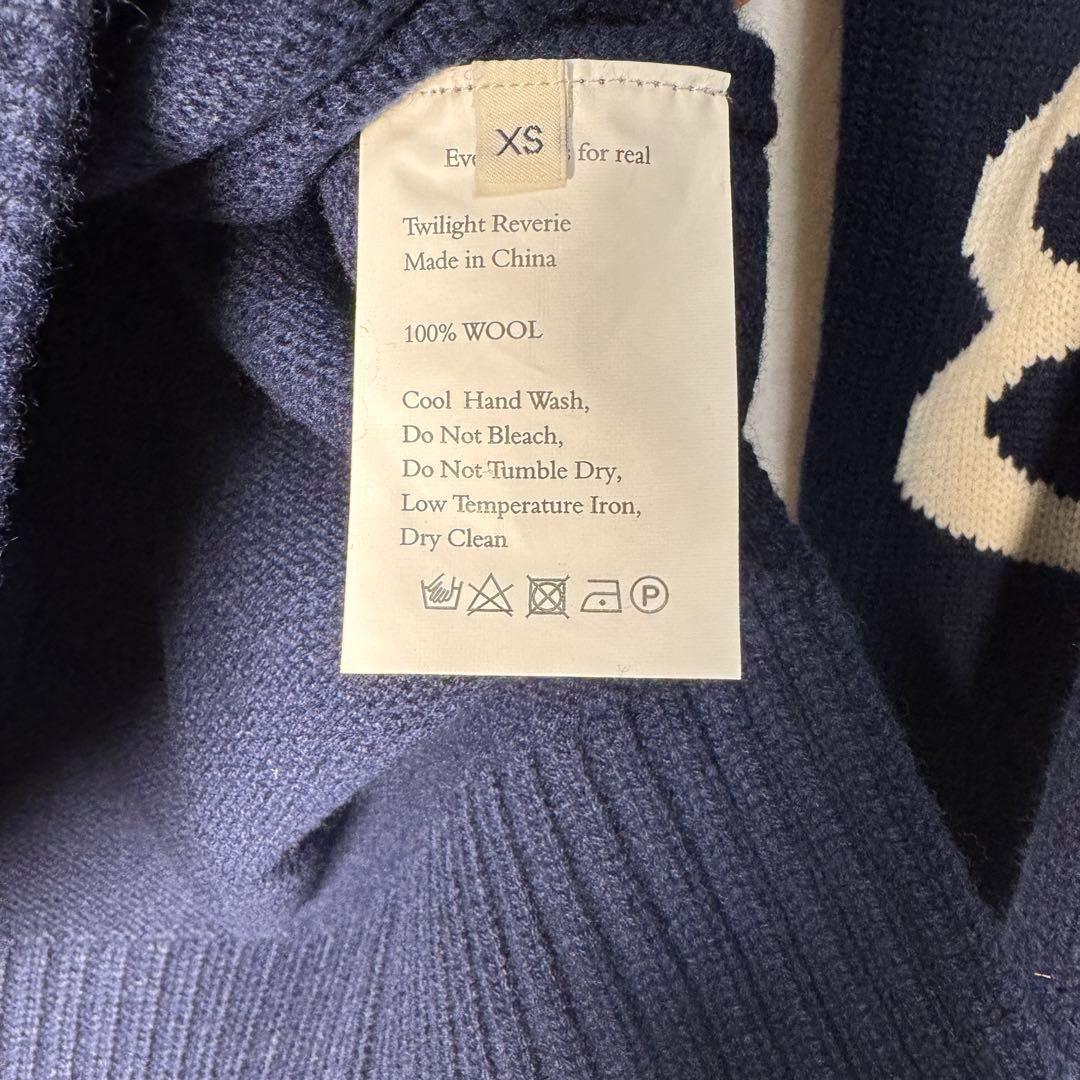 XS
for real
Twilight Reverie
Made in China
100% WOOL
Cool Hand Wash,
Do Not Bleach,
Do Not Tumble Dry,
Low Temperature Iron,
Dry Clean
P